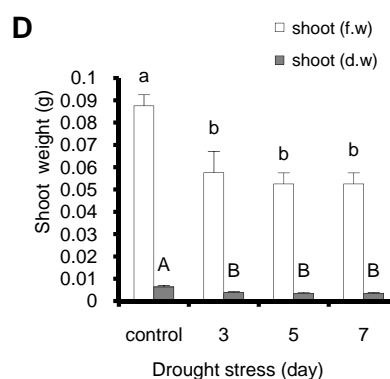 D
shoot (f.w)
shoot (d.w)
Shoot weight (g)
0.1
0.09
0.08
0.07
0.06
0.05
0.04
0.03
0.02
0.01
0
a
b
b
b
A
B
B
B
control 3 5 7
Drought stress (day)